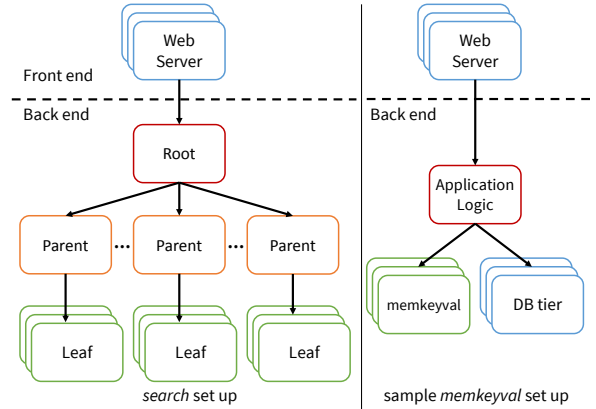 Web
Server
Front end
Back end
Root
Parent
...
Parent
...
Parent
Leaf
Leaf
Leaf
search set up
Web
Server
Back end
Application
Logic
memkeyval
DB tier
sample memkeyval set up